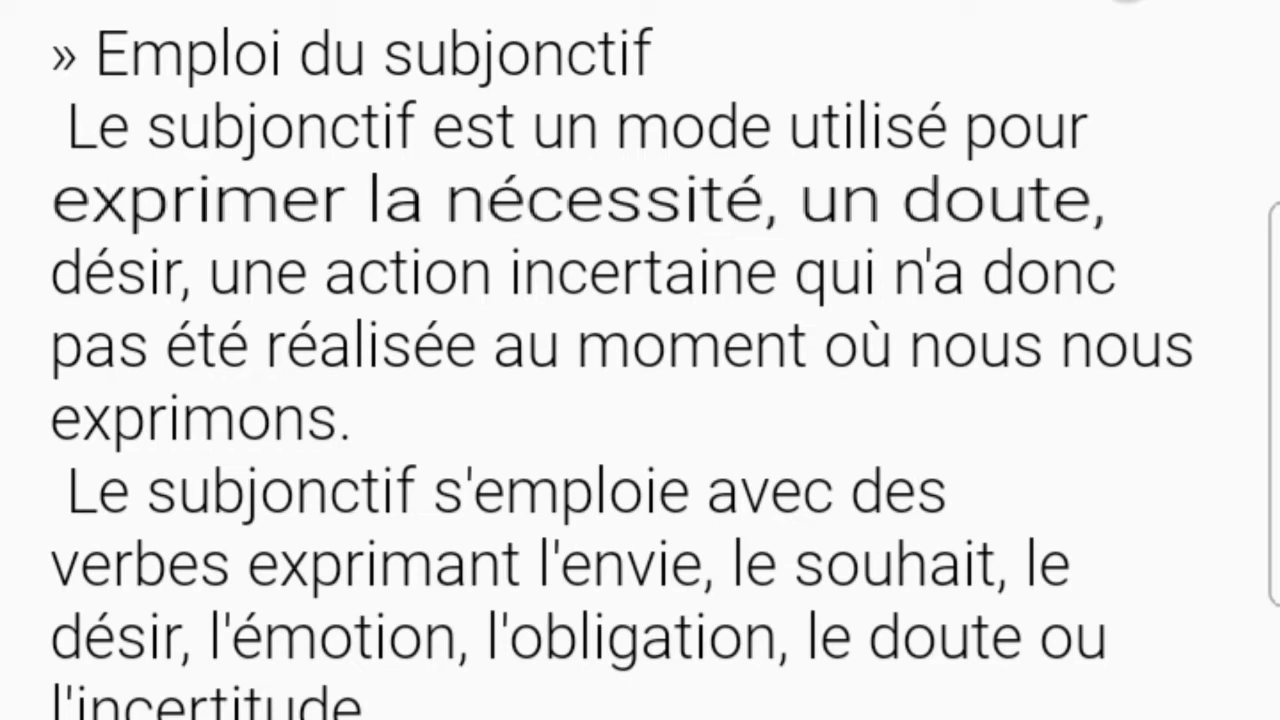 » Emploi du subjonctif
Le subjonctif est un mode utilisé pour
exprimer la nécessité, un doute,
désir, une action incertaine qui n'a donc
pas été réalisée au moment où nous nous
exprimons.
Le subjonctif s'emploie avec des
verbes exprimant l'envie, le souhait, le
désir, l'émotion, l'obligation, le doute ou
l'incertitude